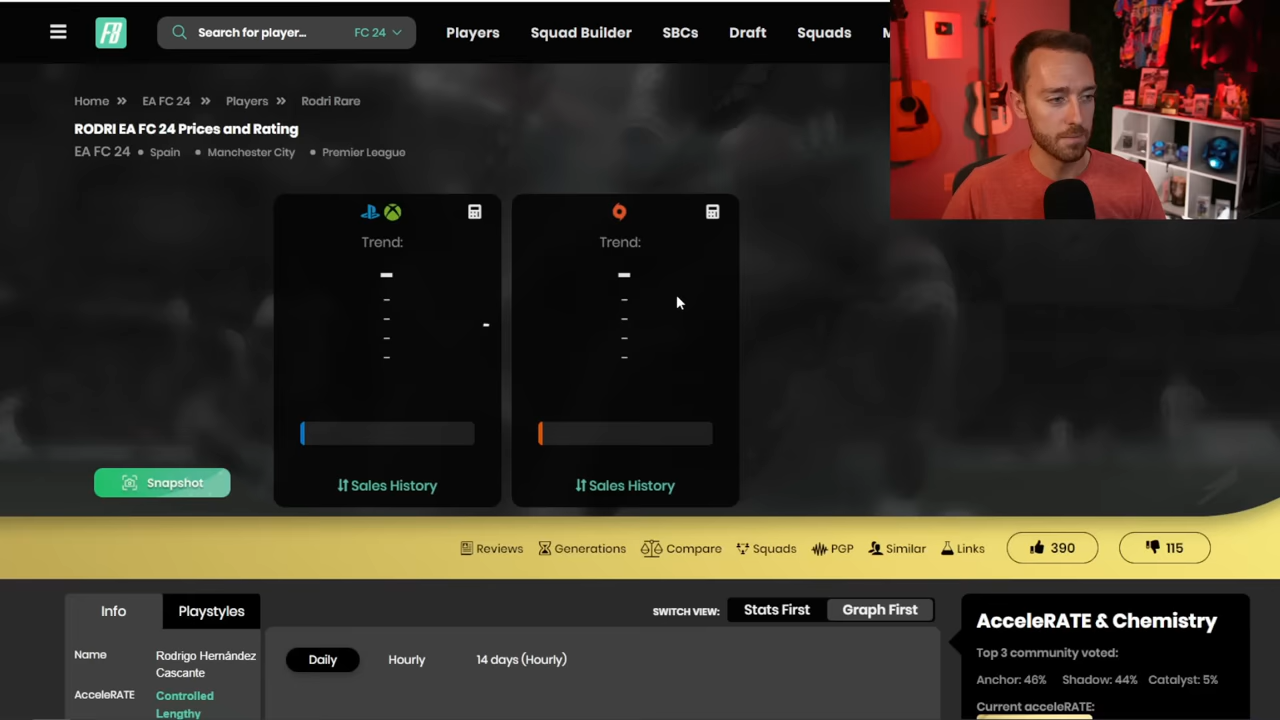 FB
Search for player...
FC 24
Players
Squad Builder
SBCs
Draft
Squads
M
Home » EA FC 24 » Players » Rodri Rare
RODRI EA FC 24 Prices and Rating
EA FC 24 • Spain • Manchester City • Premier League
Trend:
Trend:
-
-
-
-
-
-
-
-
-
-
-
Sales History
Sales History
Snapshot
Reviews
Generations
Compare
Squads
PGP
Similar
Links
390
115
Info
Playstyles
SWITCH VIEW:
Stats First
Graph First
Name
Rodrigo Hernández
Cascante
AcceleRATE
Controlled
Lengthy
Daily
Hourly
14 days (Hourly)
AcceleRATE & Chemistry
Top 3 community voted:
Anchor: 46% Shadow: 44% Catalyst: 5%
Current acceleRATE: